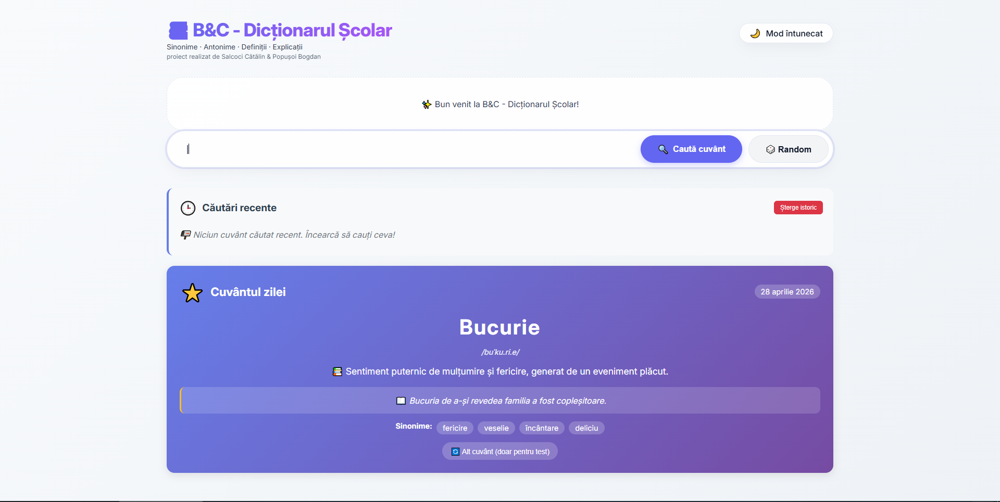 B&C - Dicționarul Școlar
Sinonime · Antonime · Definiții · Explicații
proiect realizat de Salcoci Cătălin & Popușoi Bogdan
Mod întunecat
Bun venit la B&C - Dicționarul Școlar!
Caută cuvânt
Random
Căutări recente
Șterge istoric
Niciun cuvânt căutat recent. Încearcă să cauți ceva!
Cuvântul zilei
28 aprilie 2026
Bucurie
/bu'ku.ri.e/
Sentiment puternic de mulțumire și fericire, generat de un eveniment plăcut.
Bucuria de a-și revedea familia a fost copleșitoare.
Sinonime: fericire veselie încântare deliciu
Alt cuvânt (doar pentru test)